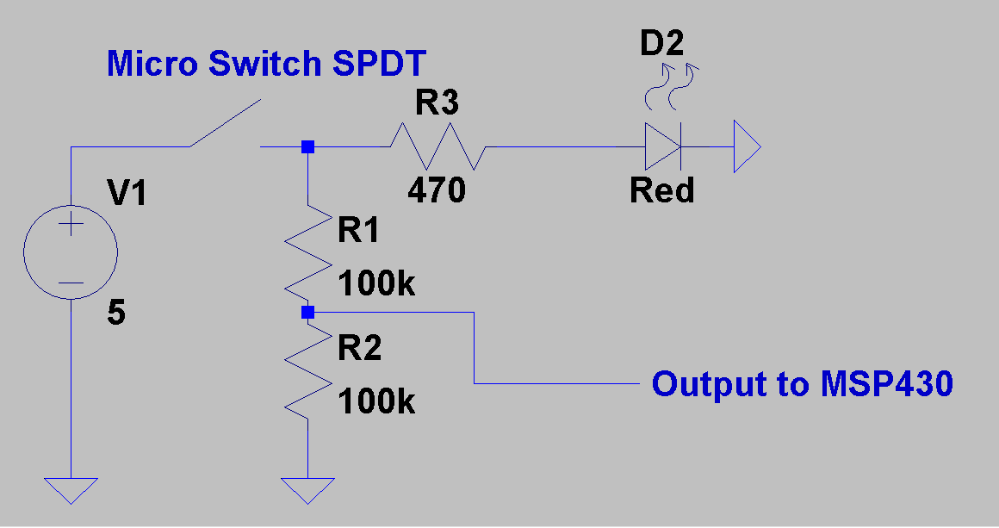 D2
Micro Switch SPDT
R3
V1
470
Red
R1
100k
5
R2
100k
Output to MSP430